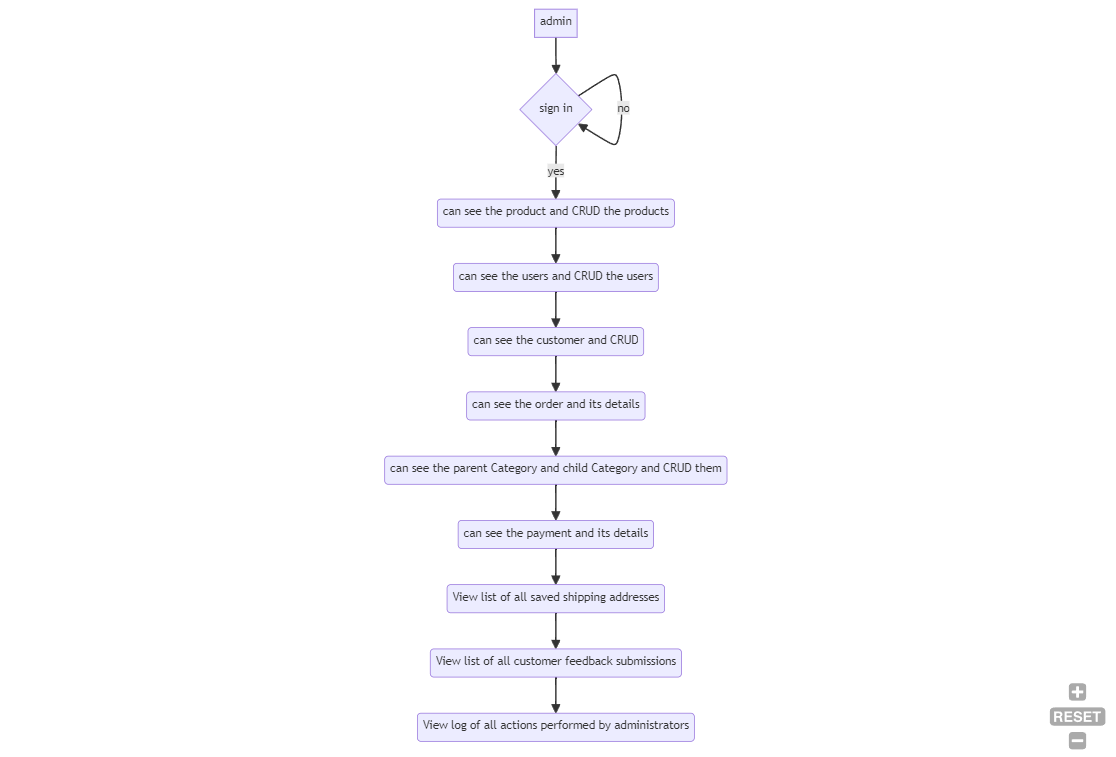 admin
sign in
no
yes
can see the product and CRUD the products
can see the users and CRUD the users
can see the customer and CRUD
can see the order and its details
can see the parent Category and child Category and CRUD them
can see the payment and its details
View list of all saved shipping addresses
View list of all customer feedback submissions
View log of all actions performed by administrators
RESET